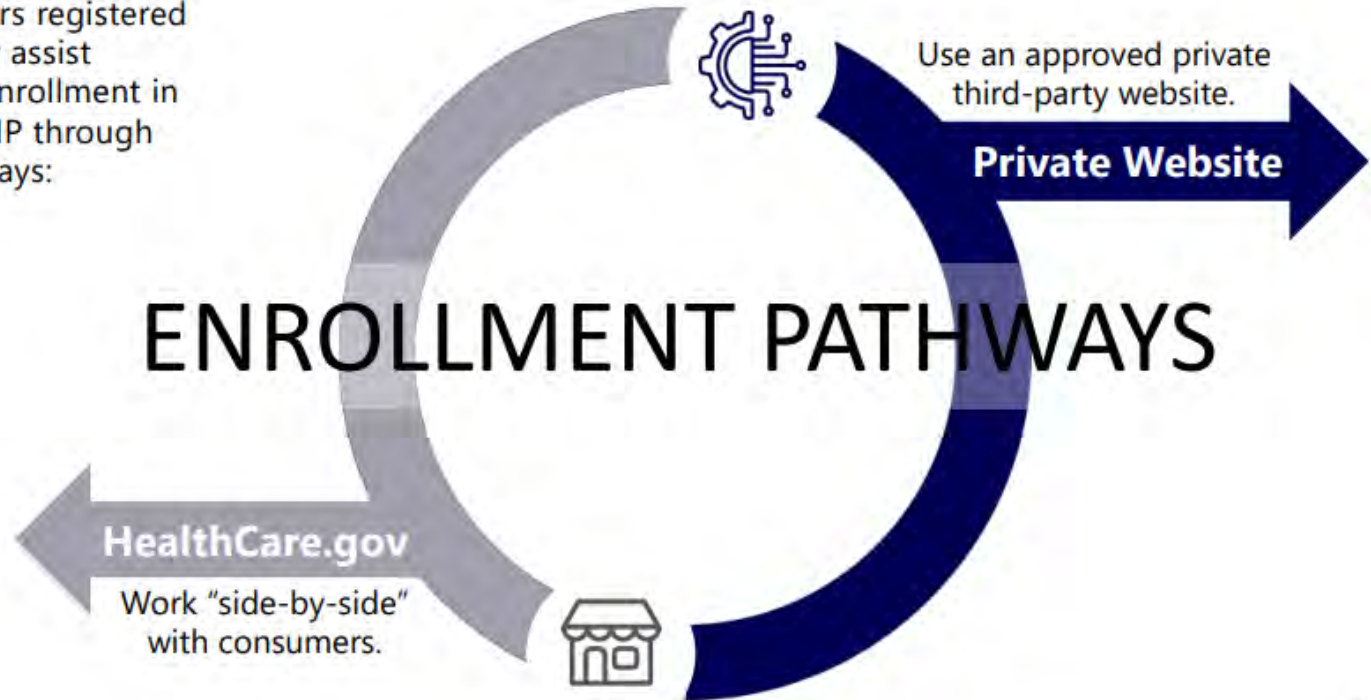 rs registered
assist
nrollment in
IP through
ays:
Use an approved private
third-party website.
Private Website
ENROLLMENT PATHWAYS
HealthCare.gov
Work “side-by-side”
with consumers.